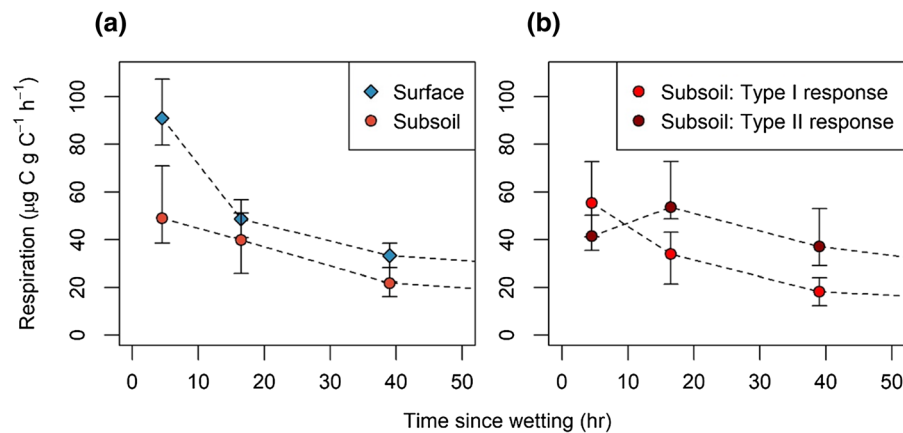 (a)
(b)
Respiration (μg C g C⁻¹ h⁻¹)
100
80
60
40
20
0
Surface
Subsoil
0 10 20 30 40 50
100
80
60
40
20
0
Subsoil: Type I response
Subsoil: Type II response
0 10 20 30 40 50
Time since wetting (hr)